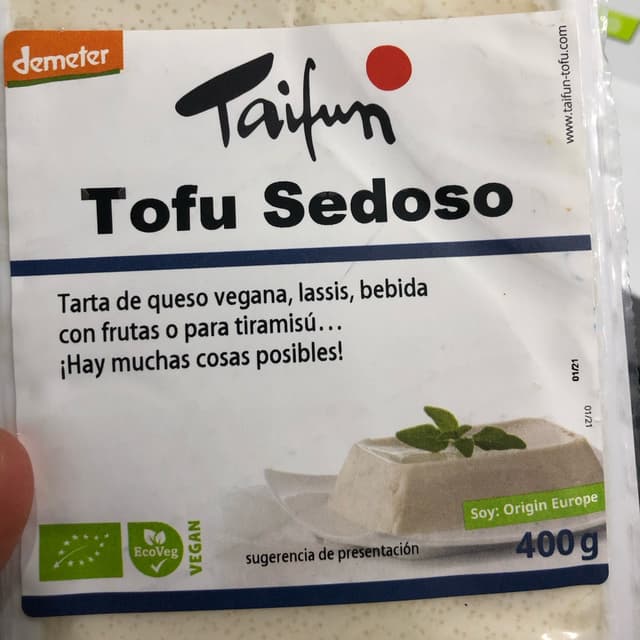 demeter
Taifun
www.taifun-tofu.com
Tofu Sedoso
Tarta de queso vegana, lassis, bebida
con frutas o para tiramisú...
¡Hay muchas cosas posibles!
01/21
01/21
Soy: Origin Europe
EcoVeg
VEGAN
sugerencia de presentación
400 g